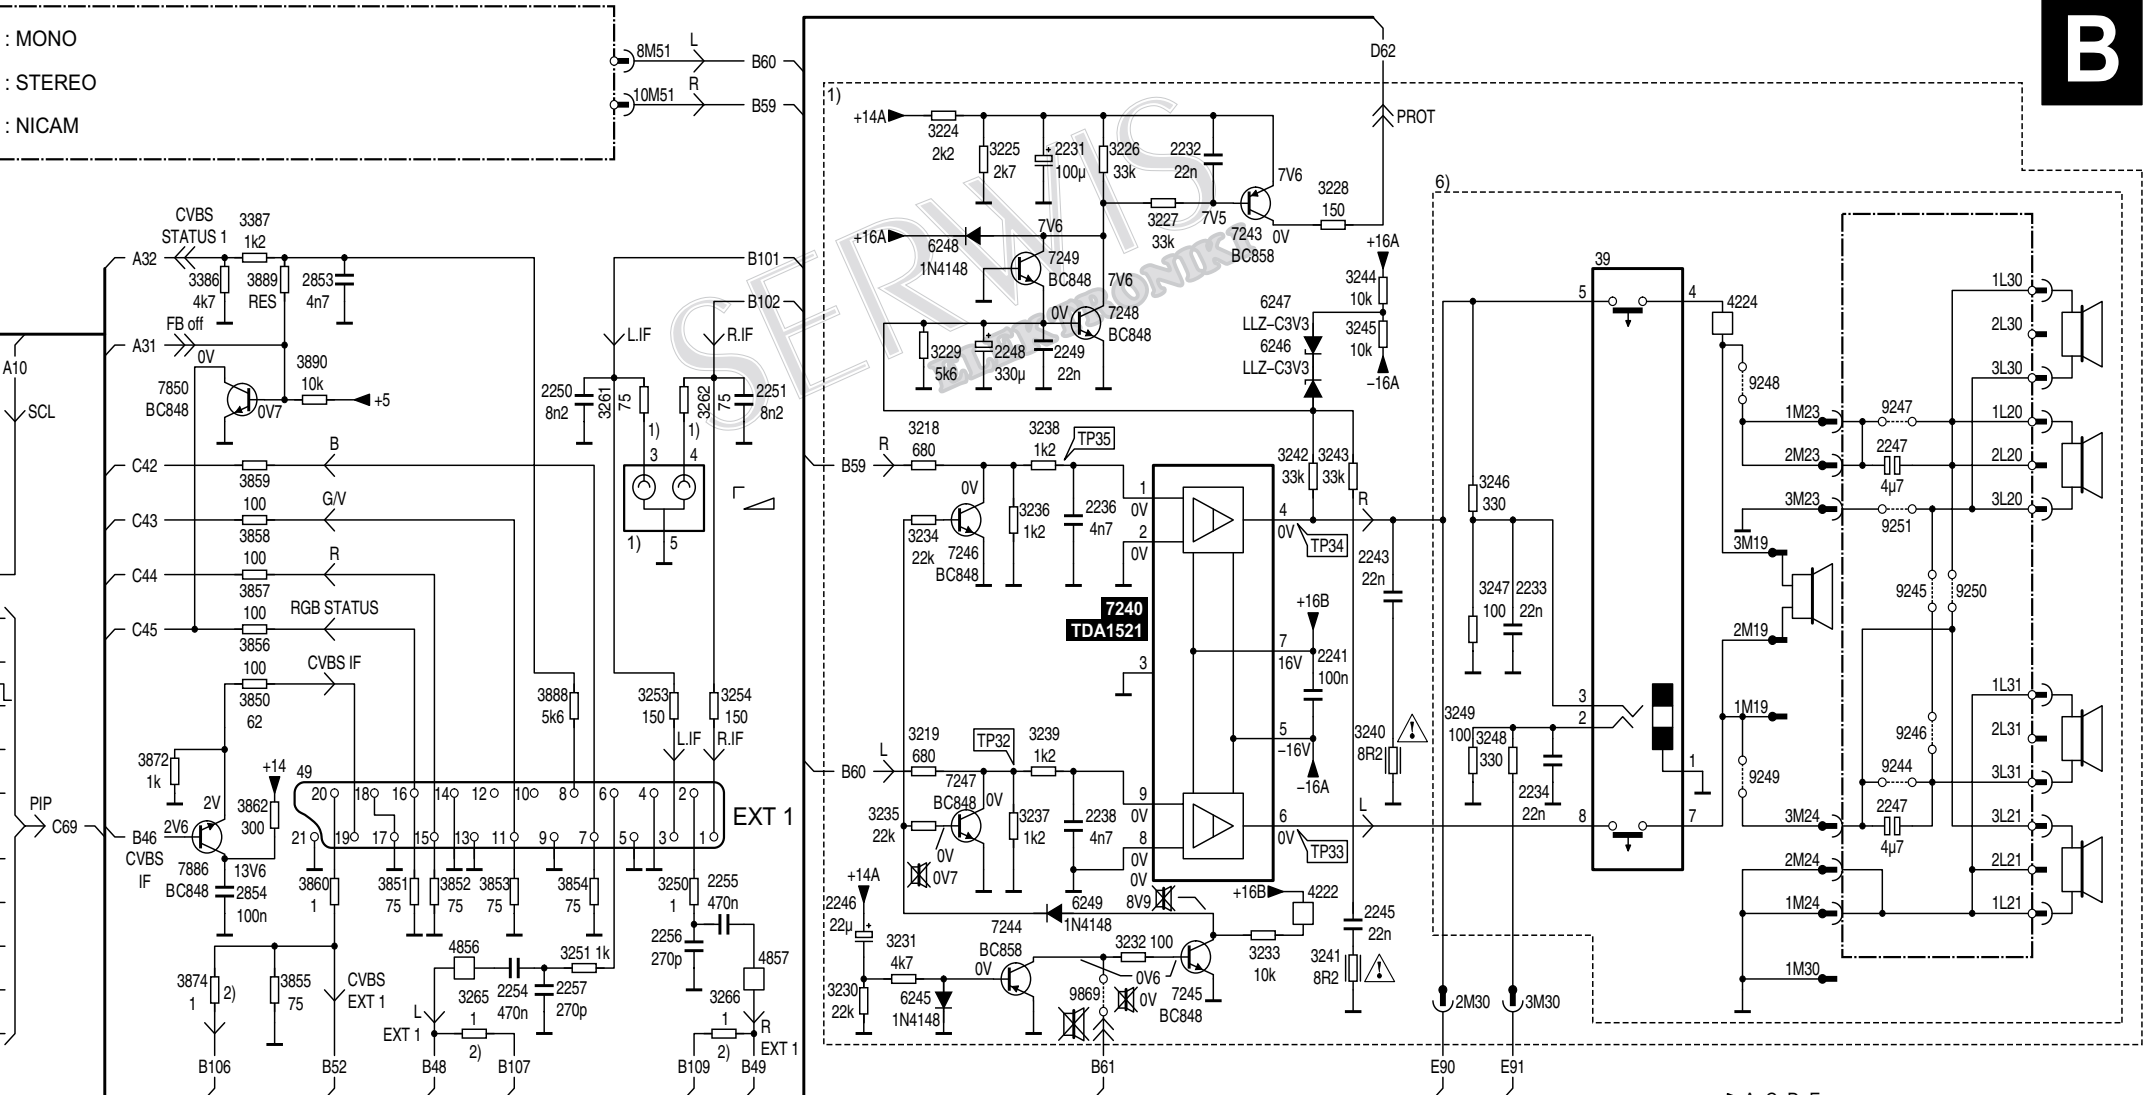 : MONO
: STEREO
: NICAM
8M51
L
B60
10M51
R
B59
D62
PROT
B
1)
+14A
3224
2k2
3225
2k7
2231
100µ
+
3226
33k
2232
22n
3227
33k
7V5
7V6
7243
BC858
0V
3228
150
+16A
6248
1N4148
7V6
7249
BC848
7V6
0V
7248
BC848
3229
5k6
2248
330µ
+
2249
22n
6247
LLZ-C3V3
6246
LLZ-C3V3
+16A
3244
10k
3245
10k
-16A
SERWIS
ELEKTRONIKI
CVBS
STATUS 1
3387
1k2
A32
3386
4k7
3889
RES
2853
4n7
FB off
A31
0V
7850
BC848
0V7
3890
10k
+5
A10
SCL
C42
3859
100
B
C43
3858
100
G/V
C44
3857
100
R
C45
3856
100
RGB STATUS
CVBS IF
3850
62
3872
1k
PIP
C69
B46
CVBS
IF
2V6
2V
7886
BC848
13V6
2854
100n
+14
3862
300
B101
B102
L.IF
R.IF
2250
8n2
3261
75
3262
75
2251
8n2
1)
1)
3
4
1)
5
3888
5k6
3253
150
3254
150
L.IF
R.IF
49
20
18
16
14
12
10
8
6
4
2
21
19
17
15
13
11
9
7
5
3
1
EXT 1
3860
1
3851
75
3852
75
3853
75
3854
75
3250
1
2255
470n
2256
270p
4857
3874
1
2)
3855
75
CVBS
EXT 1
4856
3251 1k
3265
1
2)
2254
470n
2257
270p
L
EXT 1
3266
1
2)
R
EXT 1
B106
B52
B48
B107
B109
B49
B59
R
3218
680
3238
1k2
TP35
0V
3234
22k
7246
BC848
3236
1k2
2236
4n7
1
0V
2
0V
7240
TDA1521
3
4
0V
TP34
3242
33k
3243
33k
R
2243
22n
+16B
7
16V
2241
100n
5
-16V
-16A
3240
8R2
B60
L
3219
680
TP32
3239
1k2
7247
BC848
0V
3235
22k
0V
0V7
3237
1k2
2238
4n7
9
0V
8
0V
0V
6
0V
TP33
L
+14A
2246
22µ
+
3231
4k7
3230
22k
6245
1N4148
0V
7244
BC858
6249
1N4148
8V9
3232 100
0V6
0V
9869
7245
BC848
+16B
4222
3233
10k
2245
22n
3241
8R2
B61
6)
39
5
4
4224
3246
330
3247
100
2233
22n
3
2
3249
100
3248
330
2234
22n
1
8
7
2M30
3M30
E90
E91
9248
1M23
2M23
3M23
3M19
2M19
1M19
9249
3M24
2M24
1M24
1M30
9247
2247
4µ7
9251
9245
9250
9246
9244
2247
4µ7
1L30
2L30
3L30
1L20
2L20
3L20
1L31
2L31
3L31
3L21
2L21
1L21